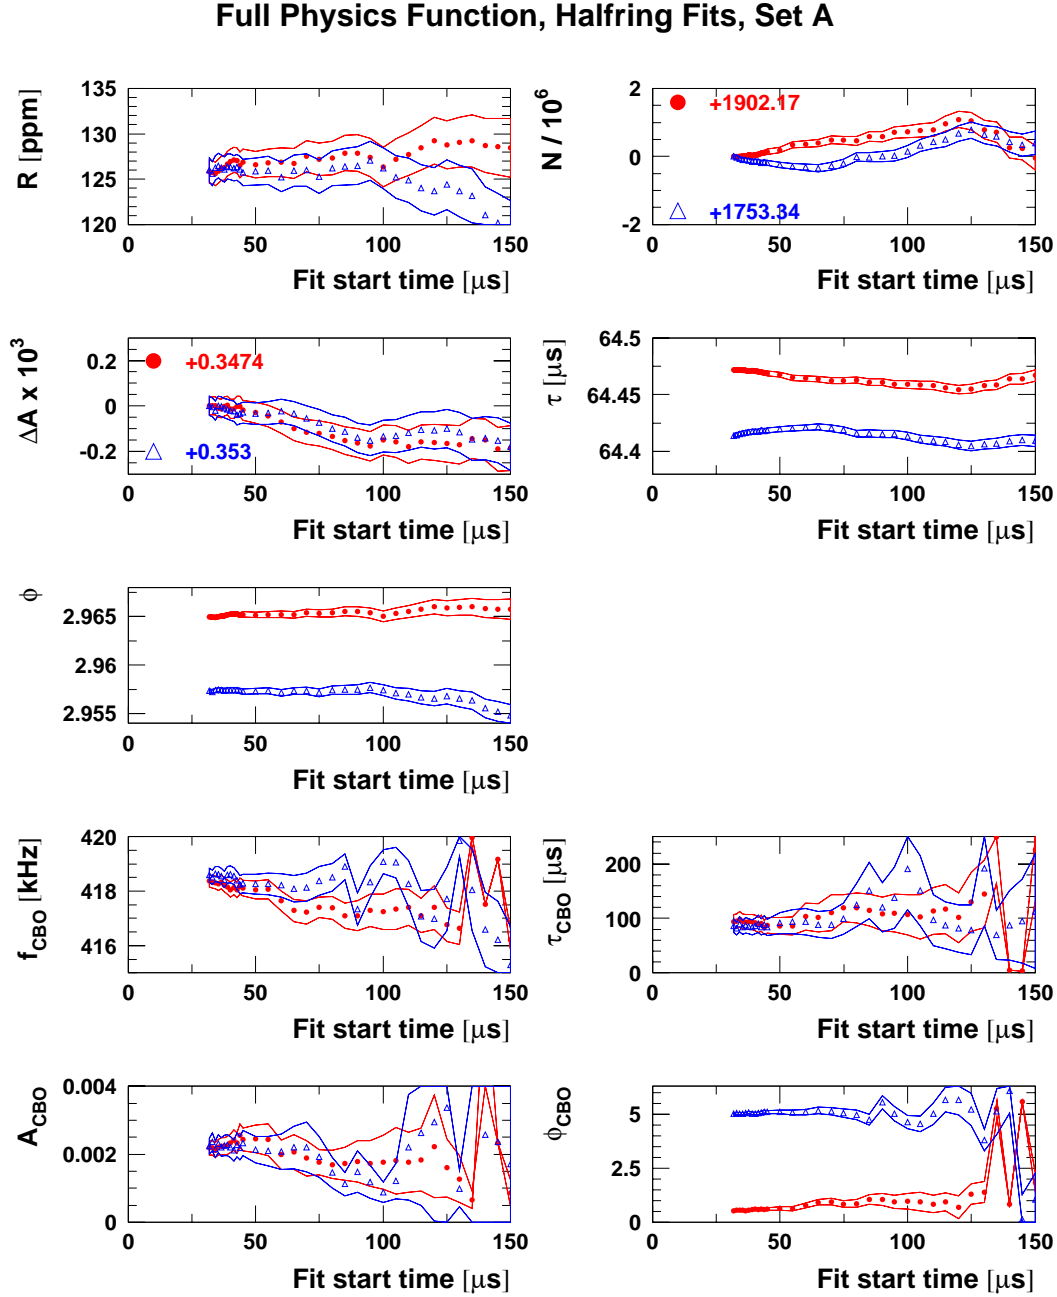 Full Physics Function, Halfring Fits, Set A
R [ppm]
135
130
125
120
0 50 100 150
Fit start time [μs]
N / 10^6
2
0
-2
+1902.17
+1753.34
0 50 100 150
Fit start time [μs]
ΔA x 10^3
0.2
0
-0.2
+0.3474
+0.353
0 50 100 150
Fit start time [μs]
τ [μs]
64.5
64.45
64.4
0 50 100 150
Fit start time [μs]
ϕ
2.965
2.96
2.955
0 50 100 150
Fit start time [μs]
f_CBO [kHz]
420
418
416
0 50 100 150
Fit start time [μs]
τ_CBO [μs]
200
100
0
0 50 100 150
Fit start time [μs]
A_CBO
0.004
0.002
0
0 50 100 150
Fit start time [μs]
ϕ_CBO
5
2.5
0
0 50 100 150
Fit start time [μs]